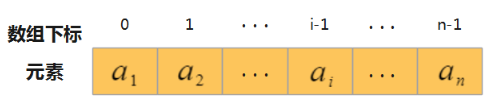 数组下标 0 1 ... i-1 ... n-1
元素 a₁ a₂ ... aᵢ ... aₙ